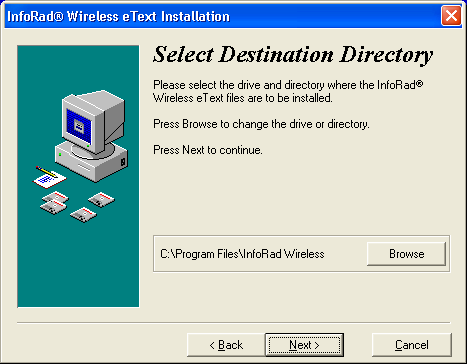 InfoRad® Wireless eText Installation
Select Destination Directory
Please select the drive and directory where the InfoRad®
Wireless eText files are to be installed.
Press Browse to change the drive or directory.
Press Next to continue.
C:\Program Files\InfoRad Wireless
Browse
< Back
Next >
Cancel